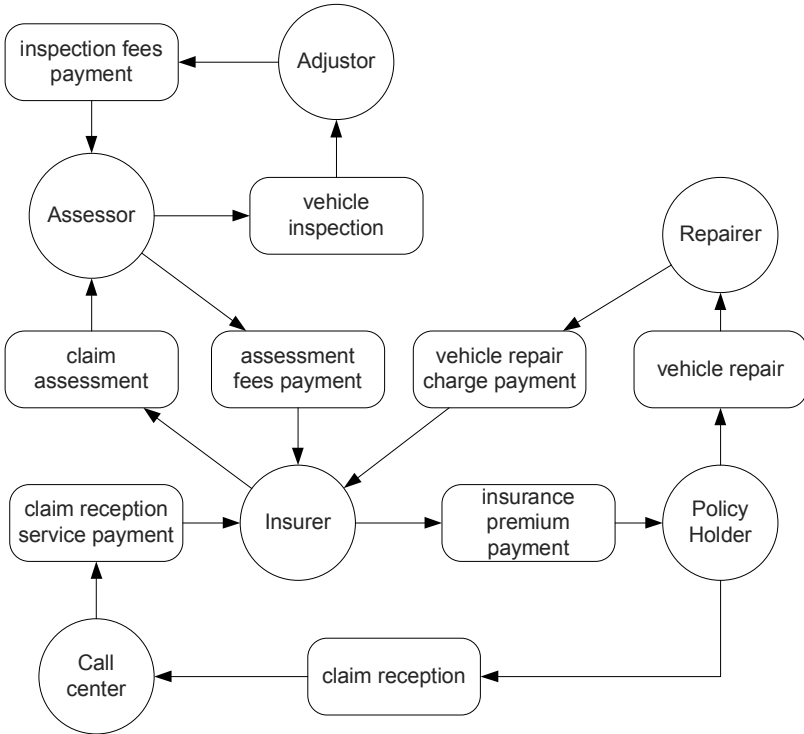 inspection fees
payment
Adjustor
Assessor
vehicle
inspection
Repairer
claim
assessment
assessment
fees payment
vehicle repair
charge payment
vehicle repair
claim reception
service payment
Insurer
insurance
premium
payment
Policy
Holder
Call
center
claim reception